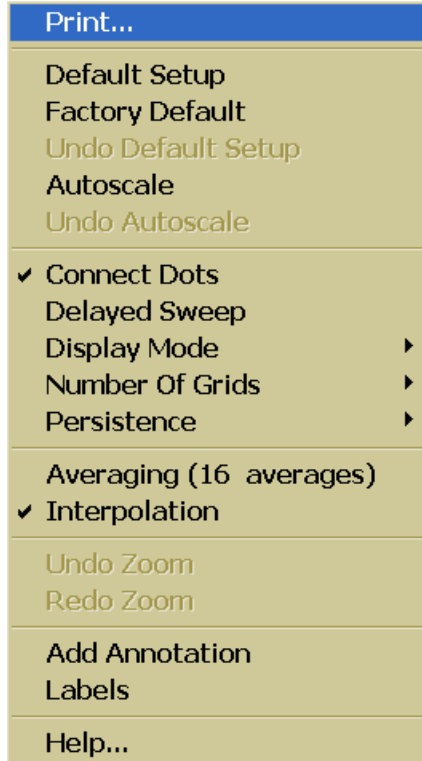 Print...
Default Setup
Factory Default
Undo Default Setup
Autoscale
Undo Autoscale
Connect Dots
Delayed Sweep
Display Mode
Number Of Grids
Persistence
Averaging (16  averages)
Interpolation
Undo Zoom
Redo Zoom
Add Annotation
Labels
Help...